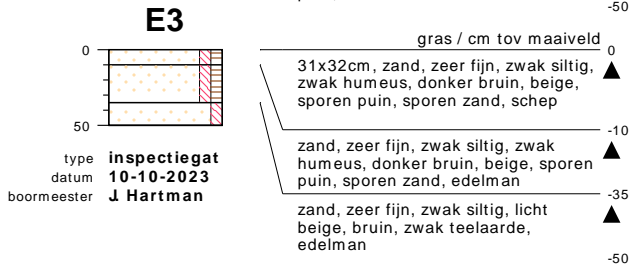 E3
-50
gras / cm tov maaiveld
0
0
31x32cm, zand, zeer fijn, zwak siltig,
zwak humeus, donker bruin, beige,
sporen puin, sporen zand, schep
50
-10
zand, zeer fijn, zwak siltig, zwak
humeus, donker bruin, beige, sporen
puin, sporen zand, edelman
type inspectiegat
datum 10-10-2023
boormeester J. Hartman
-35
zand, zeer fijn, zwak siltig, licht
beige, bruin, zwak teelaarde,
edelman
-50